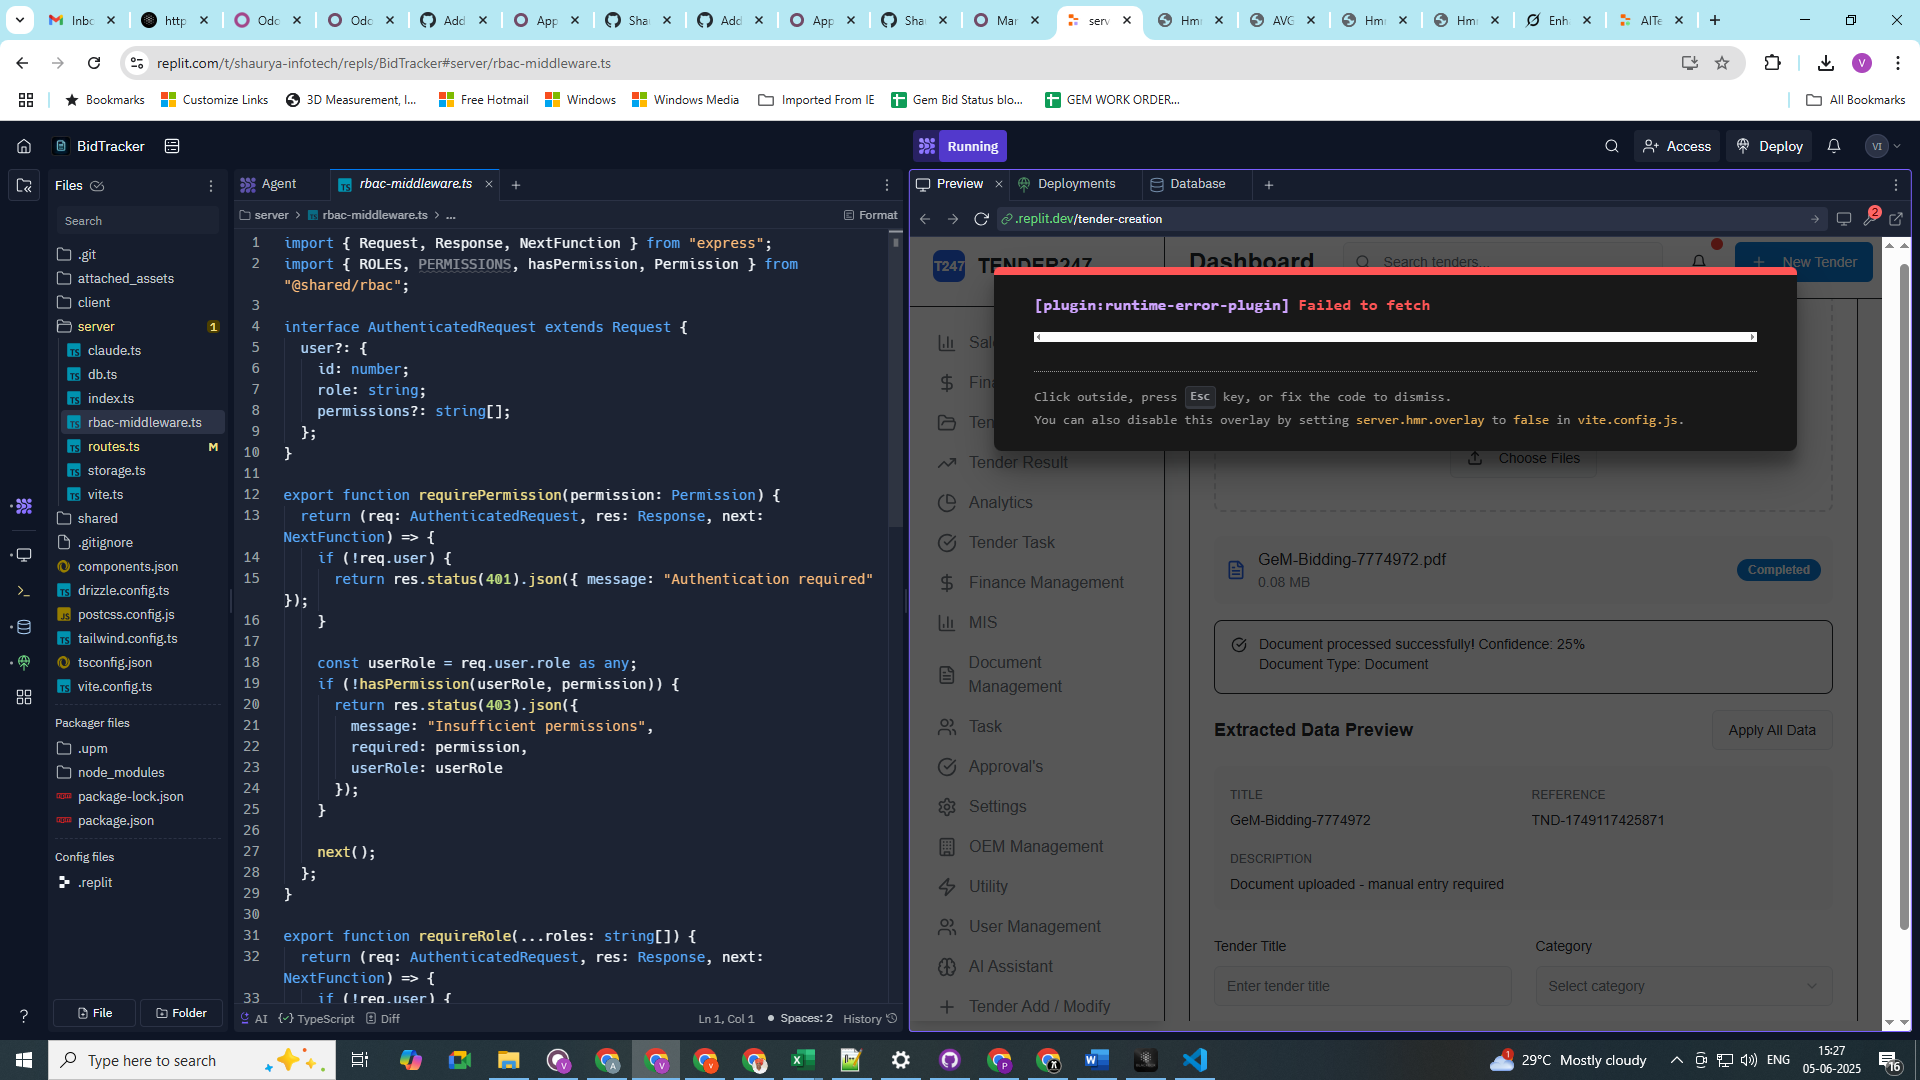 Inbc
http
Odo
Odo
Add
App
Sha
Add
App
Sha
Mar
serv
Hmi
AVG
Hmi
Hmi
Enh
AITe
replit.com/t/shaurya-infotech/repls/BidTracker#server/rbac-middleware.ts
V
Bookmarks
Customize Links
3D Measurement, I...
Free Hotmail
Windows
Windows Media
Imported From IE
Gem Bid Status blo...
GEM WORK ORDER...
All Bookmarks
BidTracker
Running
Access
Deploy
VI
Files
Search
.git
attached_assets
client
server
1
claude.ts
db.ts
index.ts
rbac-middleware.ts
routes.ts
M
storage.ts
vite.ts
shared
.gitignore
components.json
drizzle.config.ts
postcss.config.js
tailwind.config.ts
tsconfig.json
vite.config.ts
Packager files
.upm
node_modules
package-lock.json
package.json
Config files
.replit
File
Folder
Agent
rbac-middleware.ts
server > rbac-middleware.ts > ...
Format
1 import { Request, Response, NextFunction } from "express";
2 import { ROLES, PERMISSIONS, hasPermission, Permission } from
"@shared/rbac";
3
4 interface AuthenticatedRequest extends Request {
5 user?: {
6 id: number;
7 role: string;
8 permissions?: string[];
9 };
10 }
11
12 export function requirePermission(permission: Permission) {
13 return (req: AuthenticatedRequest, res: Response, next:
NextFunction) => {
14 if (!req.user) {
15 return res.status(401).json({ message: "Authentication required"
});
16 }
17
18 const userRole = req.user.role as any;
19 if (!hasPermission(userRole, permission)) {
20 return res.status(403).json({
21 message: "Insufficient permissions",
22 required: permission,
23 userRole: userRole
24 });
25 }
26
27 next();
28 };
29 }
30
31 export function requireRole(...roles: string[]) {
32 return (req: AuthenticatedRequest, res: Response, next:
NextFunction) => {
33 if (!req.user) {
AI
TypeScript
Diff
Ln 1, Col 1
Spaces: 2
History
Preview
Deployments
Database
.replit.dev/tender-creation
2
T247
TENDER247
Dashboard
Search tenders...
New Tender
[plugin:runtime-error-plugin] Failed to fetch
Click outside, press Esc key, or fix the code to dismiss.
You can also disable this overlay by setting server.hmr.overlay to false in vite.config.js.
Sal
Fina
Ten
Tender Result
Analytics
Tender Task
Finance Management
MIS
Document
Management
Task
Approval's
Settings
OEM Management
Utility
User Management
AI Assistant
Tender Add / Modify
Choose Files
GeM-Bidding-7774972.pdf
0.08 MB
Completed
Document processed successfully! Confidence: 25%
Document Type: Document
Extracted Data Preview
Apply All Data
TITLE
REFERENCE
GeM-Bidding-7774972
TND-1749117425871
DESCRIPTION
Document uploaded - manual entry required
Tender Title
Category
Enter tender title
Select category
Type here to search
29°C Mostly cloudy
ENG
15:27
05-06-2025
16